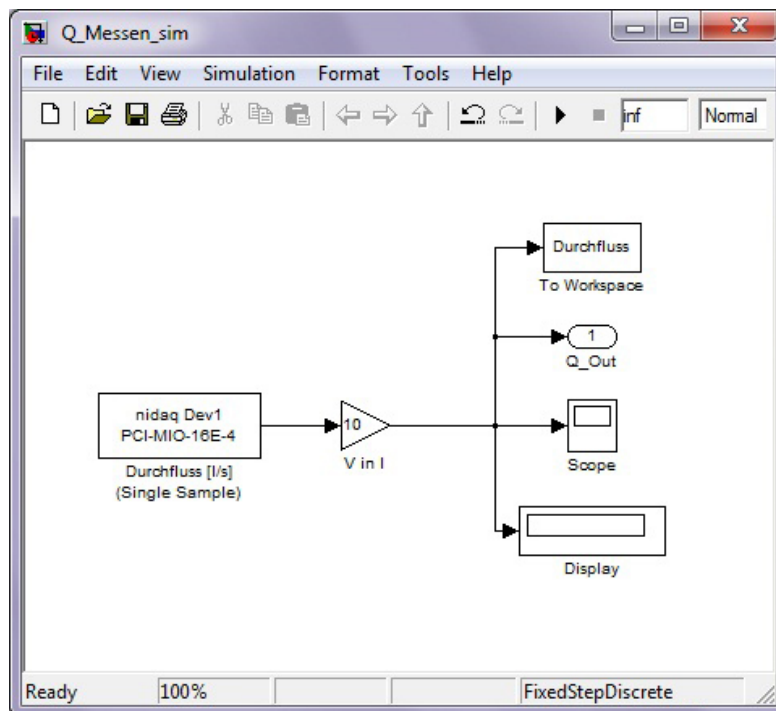 Q_Messen_sim
File Edit View Simulation Format Tools Help
inf Normal
Durchfluss
To Workspace
1
Q_Out
nidaq Dev1
PCI-MIO-16E-4
Durchfluss [l/s]
(Single Sample)
10
V in l
Scope
Display
Ready 100% FixedStepDiscrete